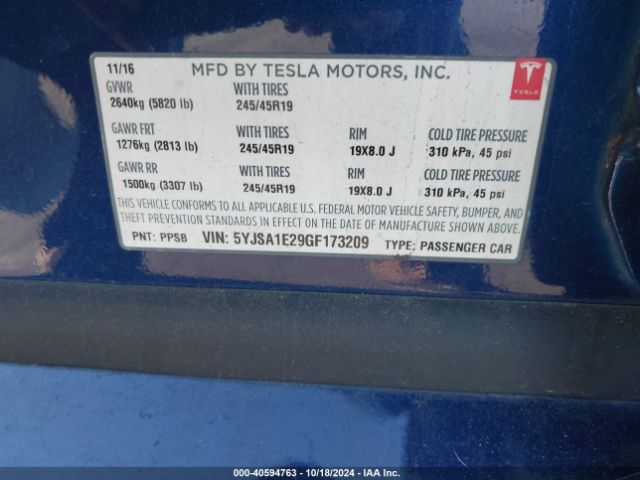 11/16 MFD BY TESLA MOTORS, INC. TESLA
GVWR WITH TIRES
2640kg (5820 lb) 245/45R19
GAWR FRT WITH TIRES RIM COLD TIRE PRESSURE
1276kg (2813 lb) 245/45R19 19X8.0 J 310 kPa, 45 psi
GAWR RR WITH TIRES RIM COLD TIRE PRESSURE
1500kg (3307 lb) 245/45R19 19X8.0 J 310 kPa, 45 psi
THIS VEHICLE CONFORMS TO ALL APPLICABLE U.S. FEDERAL MOTOR VEHICLE SAFETY, BUMPER, AND
THEFT PREVENTION STANDARDS IN EFFECT ON THE DATE OF MANUFACTURE SHOWN ABOVE.
PNT: PPSB VIN: 5YJSA1E29GF173209 TYPE: PASSENGER CAR
000-40594763 - 10/18/2024 - IAA Inc.